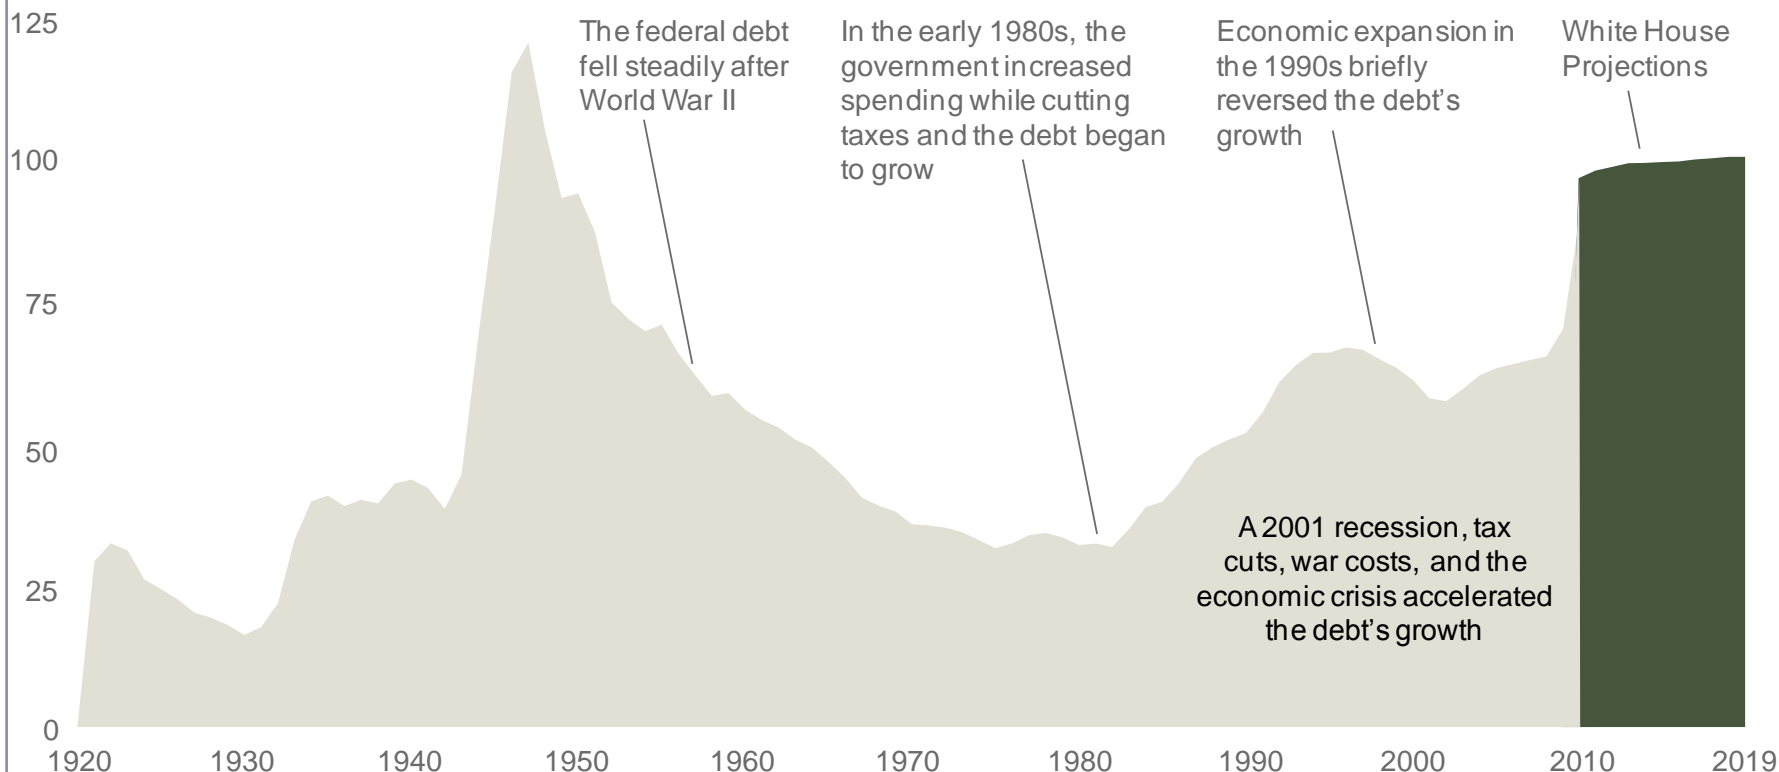 125
100
75
50
25
0
The federal debt
fell steadily after
World War II
In the early 1980s, the
government increased
spending while cutting
taxes and the debt began
to grow
Economic expansion in
the 1990s briefly
reversed the debt's
growth
White House
Projections
A 2001 recession, tax
cuts, war costs, and the
economic crisis accelerated
the debt's growth
1920 1930 1940 1950 1960 1970 1980 1990 2000 2010 2019